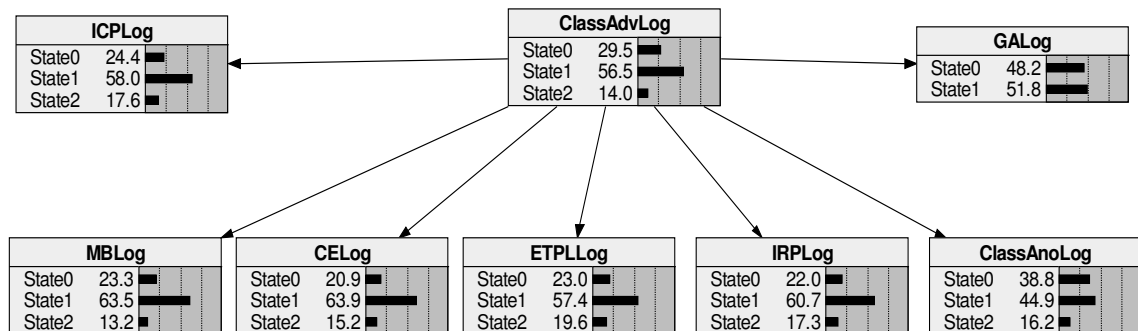 ICPLog
State0 24.4
State1 58.0
State2 17.6
ClassAdvLog
State0 29.5
State1 56.5
State2 14.0
GALog
State0 48.2
State1 51.8
MBLog
State0 23.3
State1 63.5
State2 13.2
CELog
State0 20.9
State1 63.9
State2 15.2
ETPLLog
State0 23.0
State1 57.4
State2 19.6
IRPLog
State0 22.0
State1 60.7
State2 17.3
ClassAnoLog
State0 38.8
State1 44.9
State2 16.2